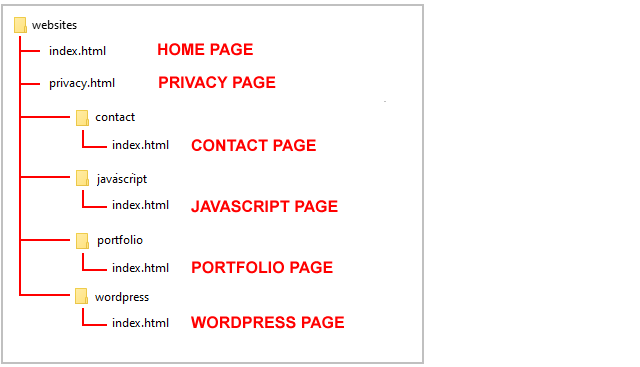 websites
index.html HOME PAGE
privacy.html PRIVACY PAGE
contact
index.html CONTACT PAGE
javascript
index.html JAVASCRIPT PAGE
portfolio
index.html PORTFOLIO PAGE
wordpress
index.html WORDPRESS PAGE